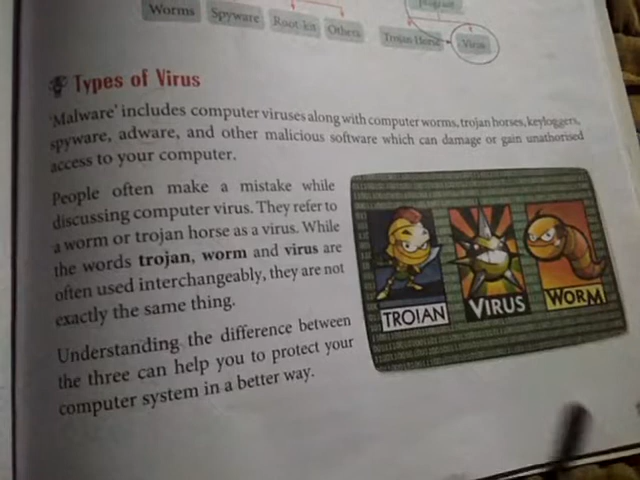 program
Worms Spyware Root kit Others Trojan Horse Virus
Types of Virus
'Malware' includes computer viruses along with computer worms, trojan horses, keyloggers,
spyware, adware, and other malicious software which can damage or gain unathorised
access to your computer.
People often make a mistake while
discussing computer virus. They refer to
a worm or trojan horse as a virus. While
the words trojan, worm and virus are
often used interchangeably, they are not
exactly the same thing.
Understanding the difference between
the three can help you to protect your
computer system in a better way.
TROJAN VIRUS WORM